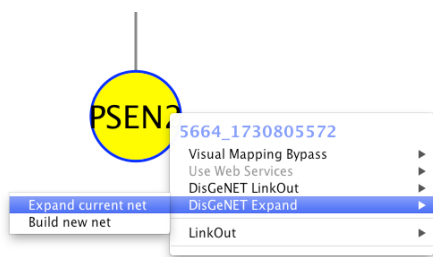 PSEN2
5664_1730805572
Visual Mapping Bypass
Use Web Services
DisGeNET LinkOut
DisGeNET Expand
Expand current net
Build new net
LinkOut